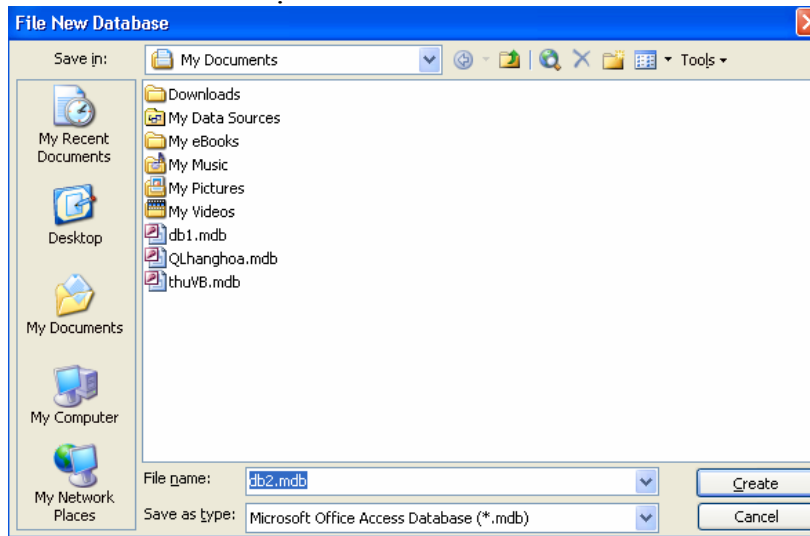 File New Database
Save in:
My Documents
Tools
My Recent
Documents
Desktop
My Documents
My Computer
My Network
Places
Downloads
My Data Sources
My eBooks
My Music
My Pictures
My Videos
db1.mdb
QLhanghoa.mdb
thuVB.mdb
File name:
db2.mdb
Create
Save as type:
Microsoft Office Access Database (*.mdb)
Cancel